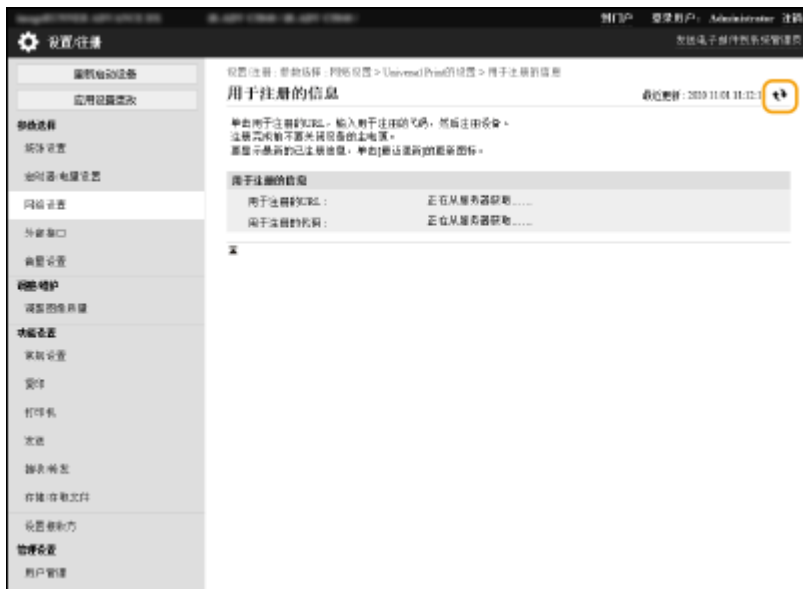 到门户 登录用户: Administrator 注销
设置/注册
发送电子邮件到系统管理员
重新启动设备
应用设置更改
参数选择
纸张设置
定时器/电量设置
网络设置
外部接口
音量设置
调整/维护
调整图像质量
功能设置
常规设置
复印
打印机
发送
接收/转发
存储/存取文件
设置接收方
管理设置
用户管理
设置/注册 : 参数选择 : 网络设置 > Universal Print的设置 > 用于注册的信息
用于注册的信息
最近更新 :
单击用于注册的URL，输入用于注册的代码，然后注册设备。
注册完成前不要关闭设备的主电源。
要显示最新的已注册信息，单击[最近更新]的更新图标。
用于注册的信息
用于注册的URL : 正在从服务器获取......
用于注册的代码 : 正在从服务器获取......